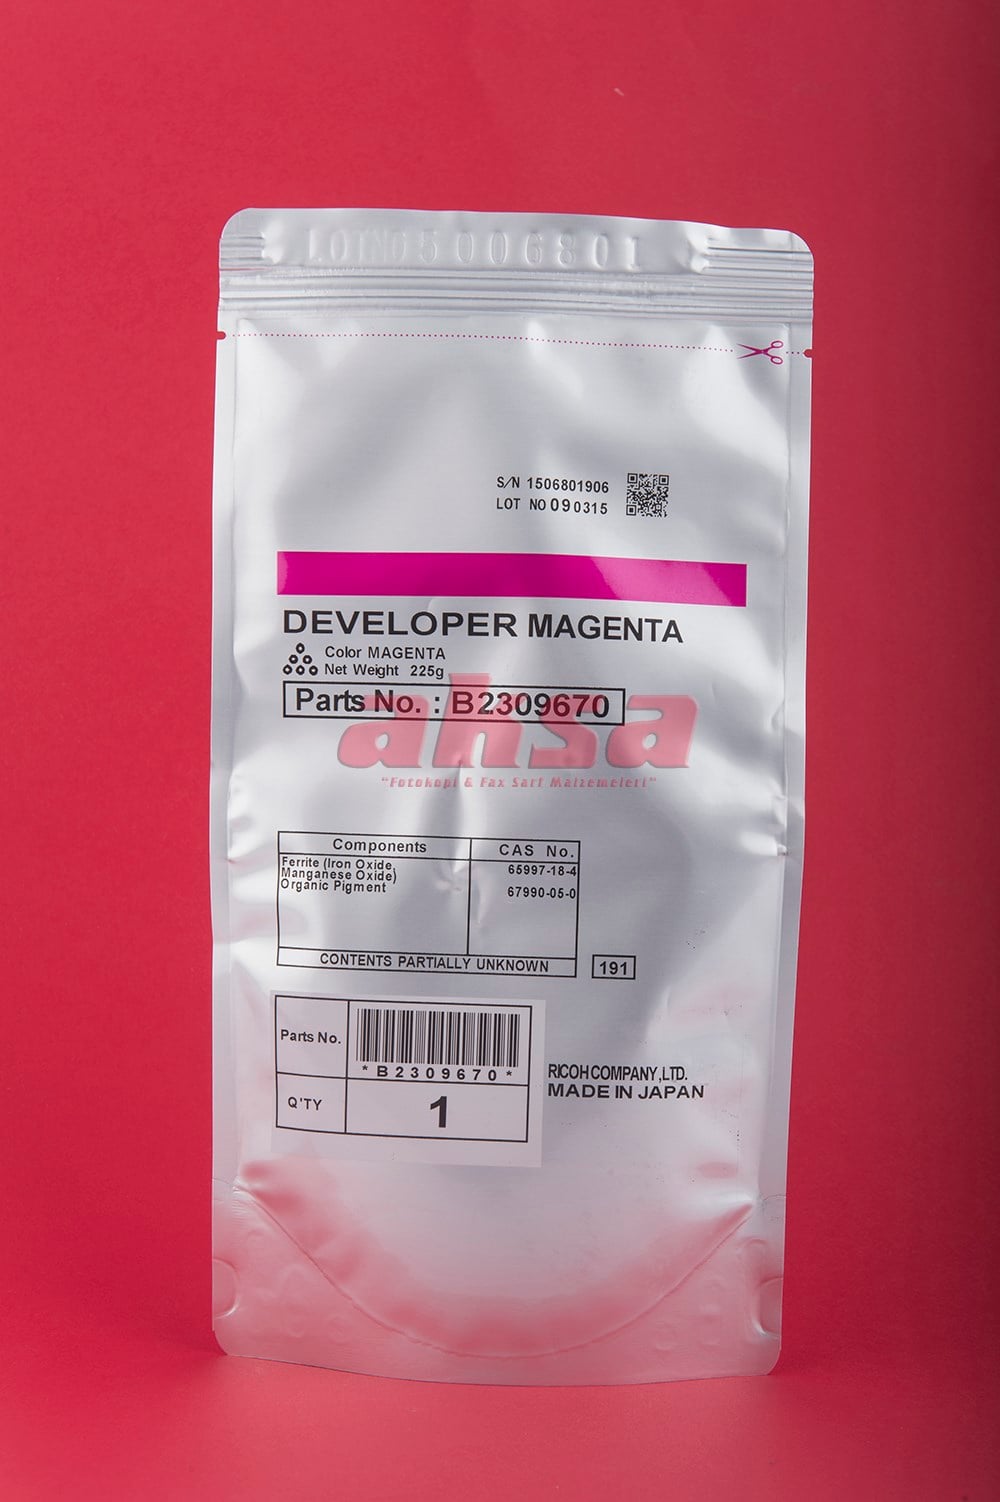 LOTNO5006801
S/N 1506801906
LOT NO 090315
DEVELOPER MAGENTA
Color MAGENTA
Net Weight 225g
Parts No. : B2309670
ahsa
"Fotokopi & Fax Sarf Malzemeleri"
Components CAS No.
Ferrite (Iron Oxide, 65997-18-4
Manganese Oxide)
Organic Pigment 67990-05-0
CONTENTS PARTIALLY UNKNOWN
191
Parts No.
*B2309670*
Q'TY 1
RICOH COMPANY,LTD.
MADE IN JAPAN